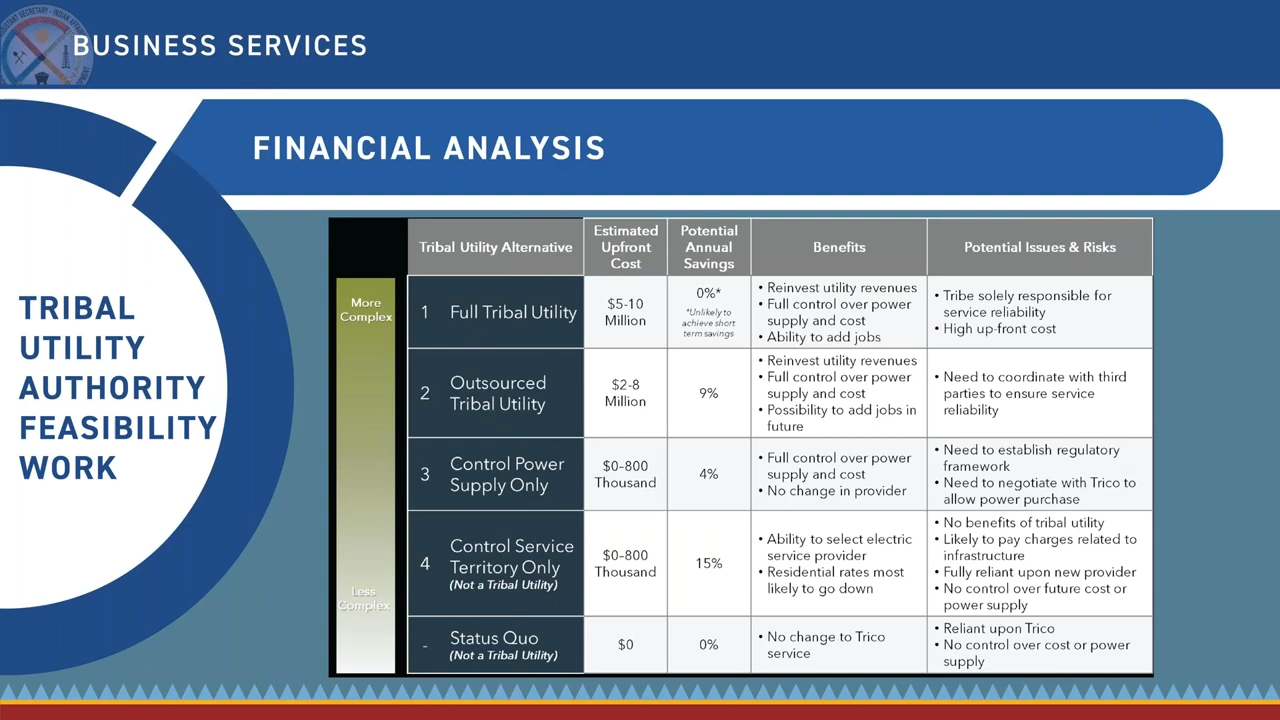 BUSINESS SERVICES
FINANCIAL ANALYSIS
TRIBAL
UTILITY
AUTHORITY
FEASIBILITY
WORK
Tribal Utility Alternative
Estimated
Upfront
Cost
Potential
Annual
Savings
Benefits
Potential Issues & Risks
More
Complex
1 Full Tribal Utility
$5-10
Million
0%*
*Unlikely to
achieve short
term savings
• Reinvest utility revenues
• Full control over power
supply and cost
• Ability to add jobs
• Tribe solely responsible for
service reliability
• High up-front cost
2 Outsourced
Tribal Utility
$2-8
Million
9%
• Reinvest utility revenues
• Full control over power
supply and cost
• Possibility to add jobs in
future
• Need to coordinate with third
parties to ensure service
reliability
3 Control Power
Supply Only
$0-800
Thousand
4%
• Full control over power
supply and cost
• No change in provider
• Need to establish regulatory
framework
• Need to negotiate with Trico to
allow power purchase
4 Control Service
Territory Only
(Not a Tribal Utility)
$0-800
Thousand
15%
• Ability to select electric
service provider
• Residential rates most
likely to go down
• No benefits of tribal utility
• Likely to pay charges related to
infrastructure
• Fully reliant upon new provider
• No control over future cost or
power supply
Less
Complex
- Status Quo
(Not a Tribal Utility)
$0
0%
• No change to Trico
service
• Reliant upon Trico
• No control over cost or power
supply